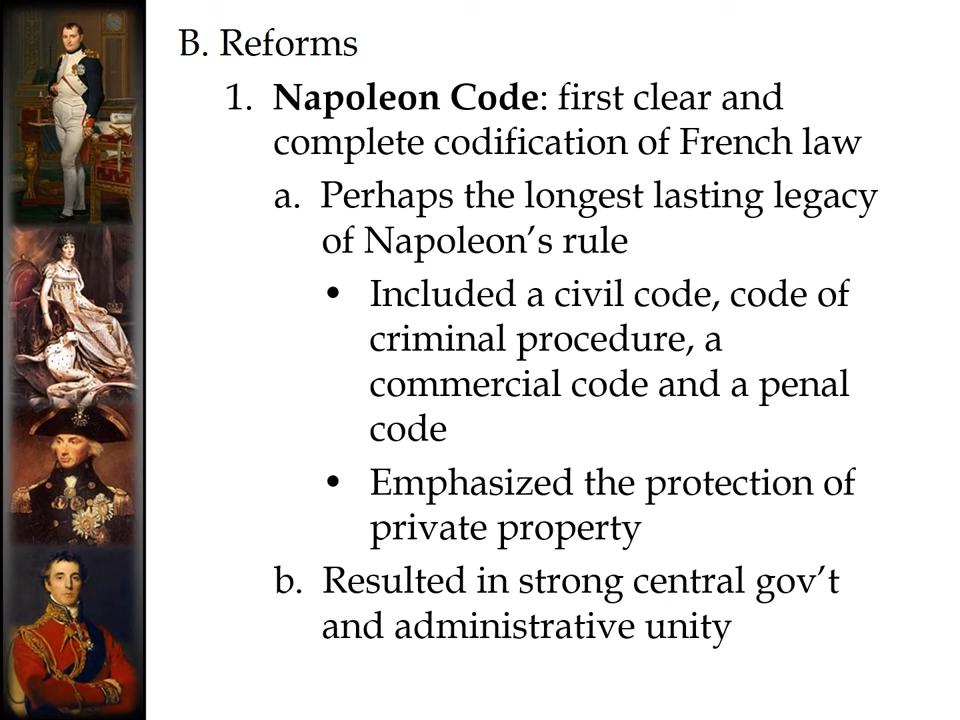 B. Reforms
1. Napoleon Code: first clear and
complete codification of French law
a. Perhaps the longest lasting legacy
of Napoleon’s rule
• Included a civil code, code of
criminal procedure, a
commercial code and a penal
code
• Emphasized the protection of
private property
b. Resulted in strong central gov’t
and administrative unity